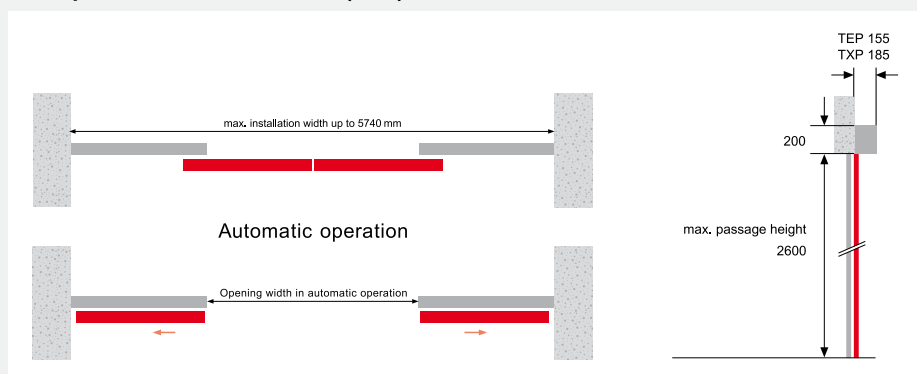 TEP 155
TXP 185
max. installation width up to 5740 mm
200
Automatic operation
max. passage height
2600
Opening width in automatic operation